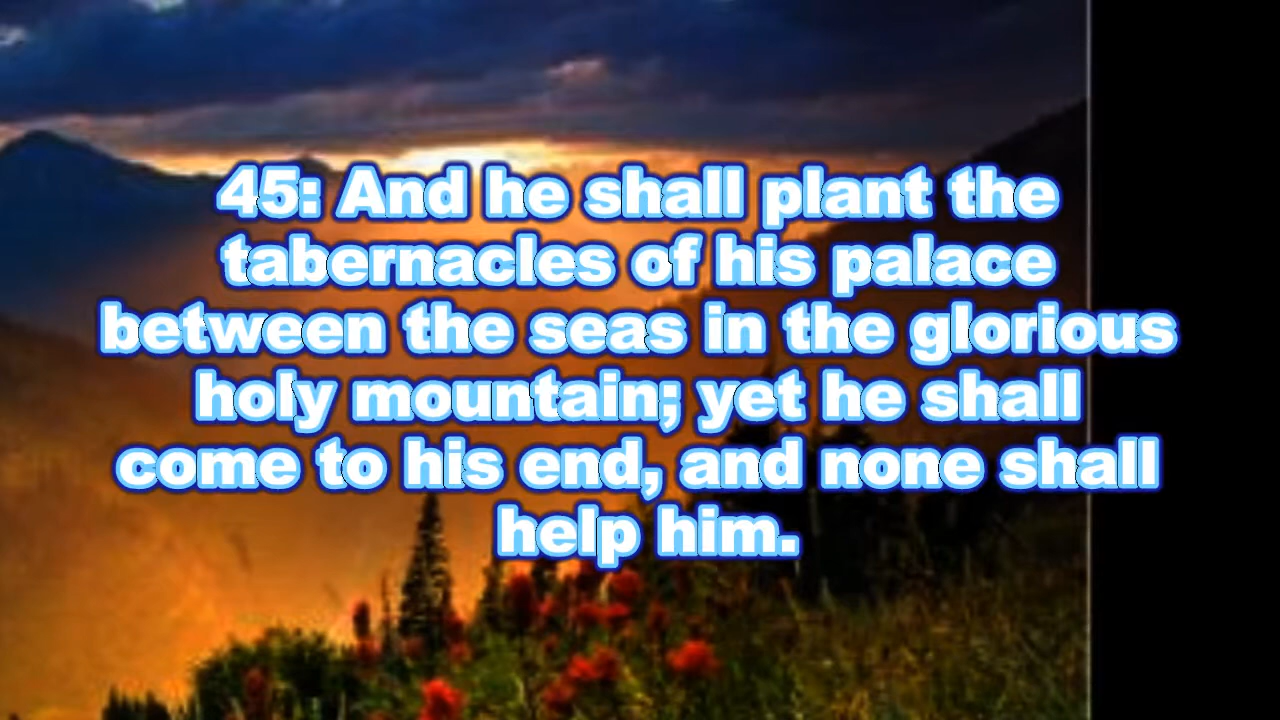 45: And he shall plant the
tabernacles of his palace
between the seas in the glorious
holy mountain; yet he shall
come to his end, and none shall
help him.